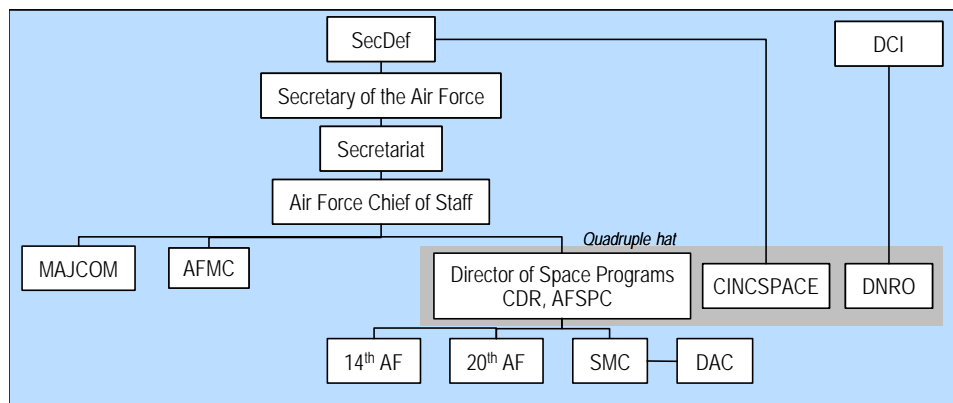 SecDef
DCI
Secretary of the Air Force
Secretariat
Air Force Chief of Staff
Quadruple hat
MAJCOM
AFMC
Director of Space Programs
CDR, AFSPC
CINCSPACE
DNRO
14th AF
20th AF
SMC
DAC